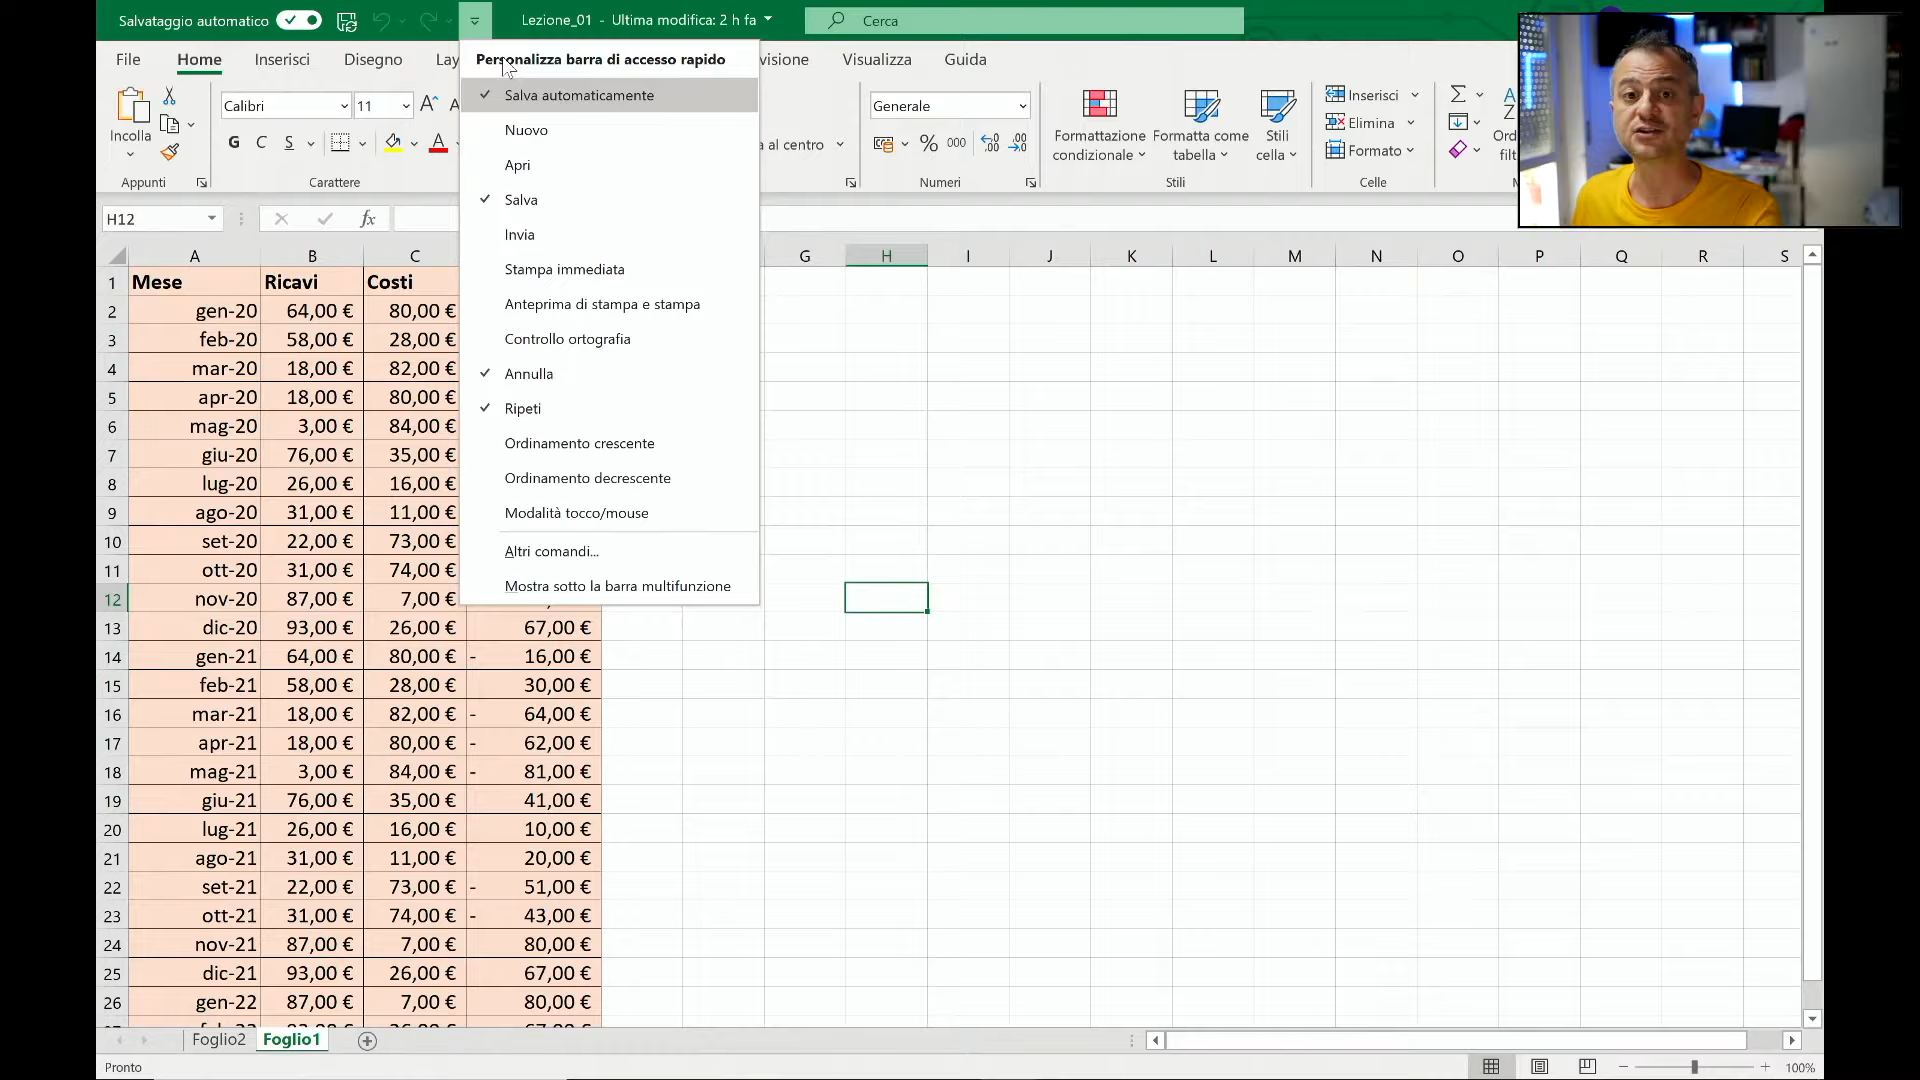 Salvataggio automatico
Lezione_01 - Ultima modifica: 2 h fa
Cerca
File
Home
Inserisci
Disegno
Lay
visione
Visualizza
Guida
Personalizza barra di accesso rapido
Salva automaticamente
Nuovo
Apri
Salva
Invia
Stampa immediata
Anteprima di stampa e stampa
Controllo ortografia
Annulla
Ripeti
Ordinamento crescente
Ordinamento decrescente
Modalità tocco/mouse
Altri comandi...
Mostra sotto la barra multifunzione
Incolla
Appunti
Calibri
11
G C S
Carattere
a al centro
Generale
% 000
Numeri
Formattazione condizionale
Formatta come tabella
Stili cella
Stili
Inserisci
Elimina
Formato
Celle
Ord
filt
H12
fx
A B C G H I J K L M N O P Q R S
1 Mese Ricavi Costi
2 gen-20 64,00 € 80,00 €
3 feb-20 58,00 € 28,00 €
4 mar-20 18,00 € 82,00 €
5 apr-20 18,00 € 80,00 €
6 mag-20 3,00 € 84,00 €
7 giu-20 76,00 € 35,00 €
8 lug-20 26,00 € 16,00 €
9 ago-20 31,00 € 11,00 €
10 set-20 22,00 € 73,00 €
11 ott-20 31,00 € 74,00 €
12 nov-20 87,00 € 7,00 €
13 dic-20 93,00 € 26,00 € 67,00 €
14 gen-21 64,00 € 80,00 € - 16,00 €
15 feb-21 58,00 € 28,00 € 30,00 €
16 mar-21 18,00 € 82,00 € - 64,00 €
17 apr-21 18,00 € 80,00 € - 62,00 €
18 mag-21 3,00 € 84,00 € - 81,00 €
19 giu-21 76,00 € 35,00 € 41,00 €
20 lug-21 26,00 € 16,00 € 10,00 €
21 ago-21 31,00 € 11,00 € 20,00 €
22 set-21 22,00 € 73,00 € - 51,00 €
23 ott-21 31,00 € 74,00 € - 43,00 €
24 nov-21 87,00 € 7,00 € 80,00 €
25 dic-21 93,00 € 26,00 € 67,00 €
26 gen-22 87,00 € 7,00 € 80,00 €
Foglio2
Foglio1
Pronto
100%